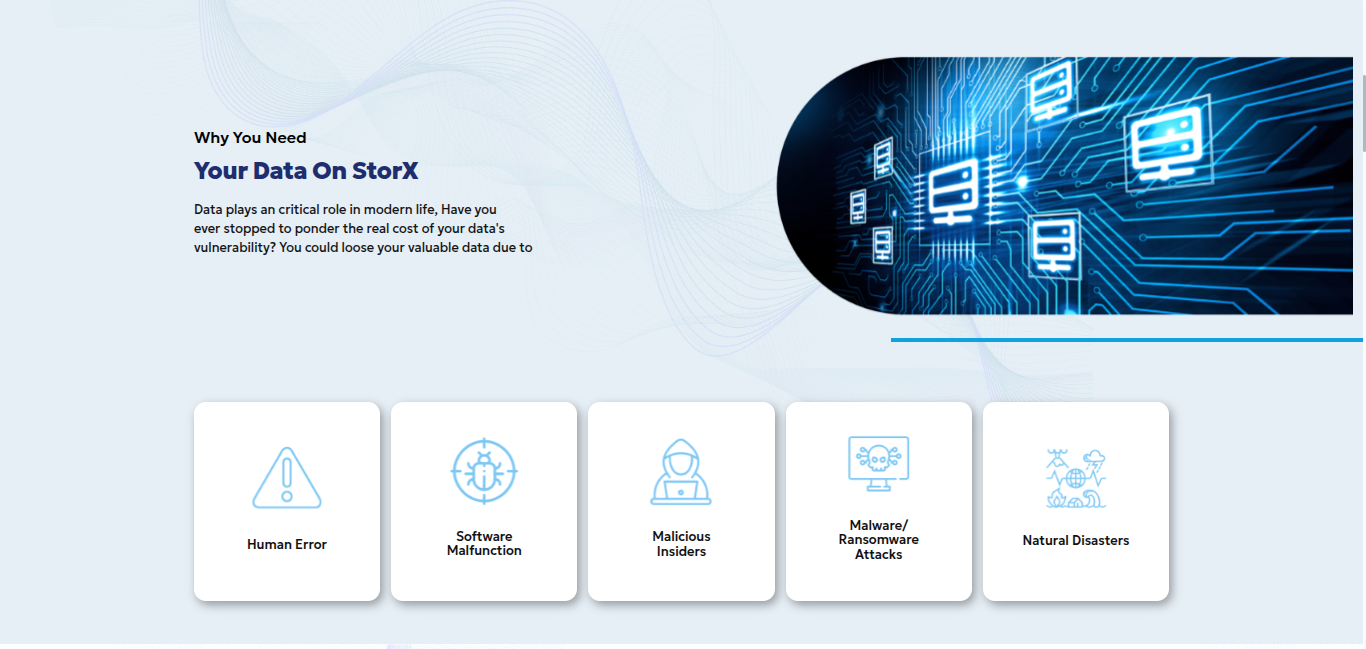 Why You Need
Your Data On StorX
Data plays an critical role in modern life, Have you
ever stopped to ponder the real cost of your data's
vulnerability? You could loose your valuable data due to
Human Error
Software
Malfunction
Malicious
Insiders
Malware/
Ransomware
Attacks
Natural Disasters